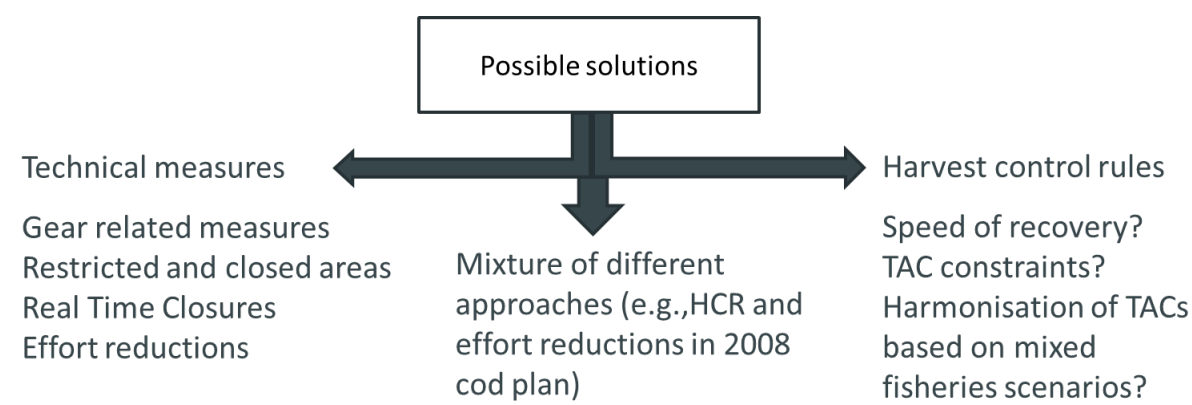 Possible solutions
Technical measures
Gear related measures
Restricted and closed areas
Real Time Closures
Effort reductions
Mixture of different
approaches (e.g.,HCR and
effort reductions in 2008
cod plan)
Harvest control rules
Speed of recovery?
TAC constraints?
Harmonisation of TACs
based on mixed
fisheries scenarios?